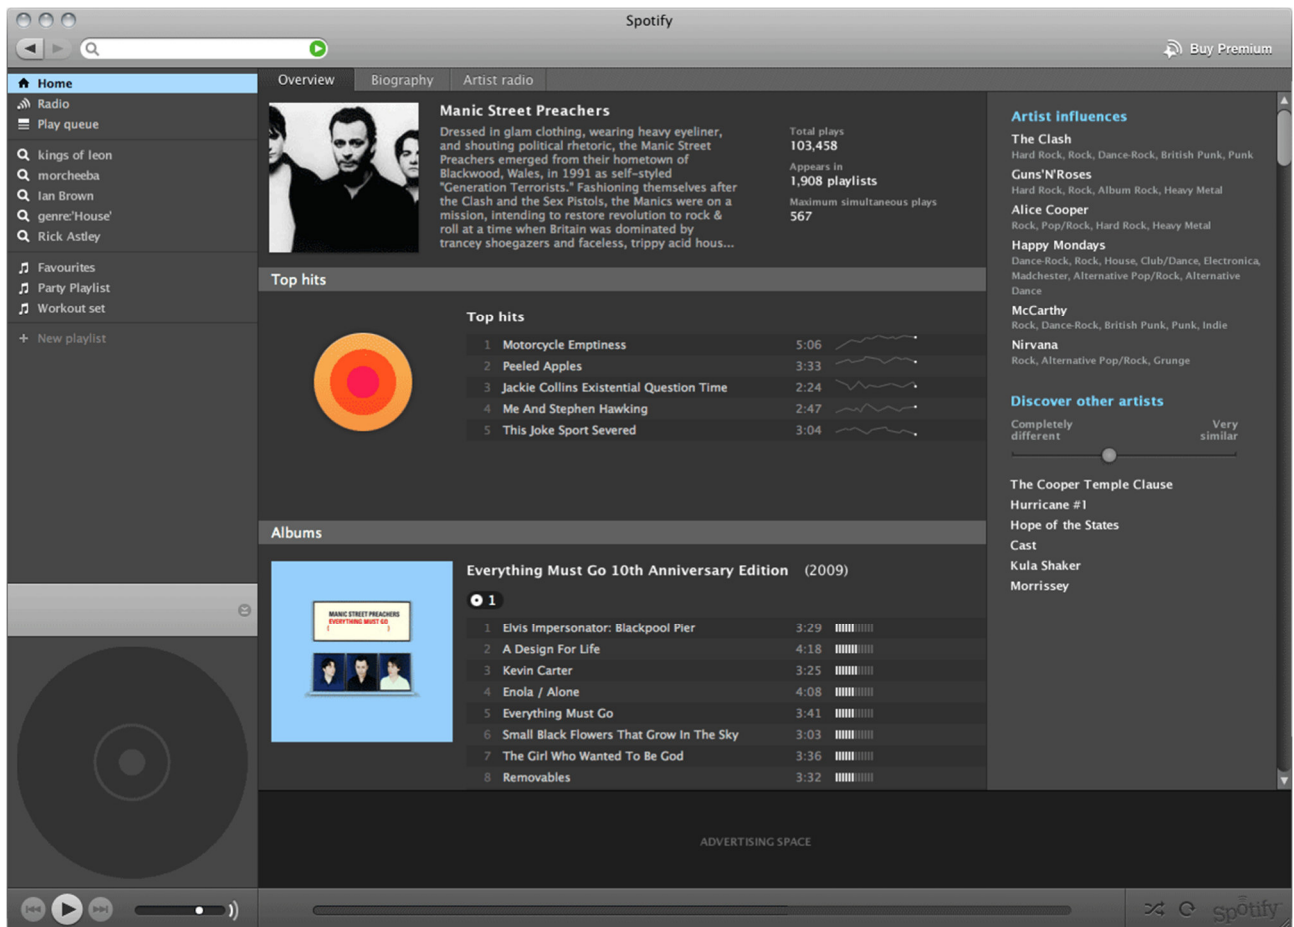 Spotify
Buy Premium
Home
Radio
Play queue
kings of leon
morcheeba
Ian Brown
genre:'House'
Rick Astley
Favourites
Party Playlist
Workout set
+ New playlist
Overview
Biography
Artist radio
Manic Street Preachers
Dressed in glam clothing, wearing heavy eyeliner,
and shouting political rhetoric, the Manic Street
Preachers emerged from their hometown of
Blackwood, Wales, in 1991 as self-styled
"Generation Terrorists." Fashioning themselves after
the Clash and the Sex Pistols, the Manics were on a
mission, intending to restore revolution to rock &
roll at a time when Britain was dominated by
trancey shoegazers and faceless, trippy acid hous...
Total plays
103,458
Appears in
1,908 playlists
Maximum simultaneous plays
567
Top hits
Top hits
1 Motorcycle Emptiness 5:06
2 Peeled Apples 3:33
3 Jackie Collins Existential Question Time 2:24
4 Me And Stephen Hawking 2:47
5 This Joke Sport Severed 3:04
Albums
MANIC STREET PREACHERS
EVERYTHING MUST GO
( )
Everything Must Go 10th Anniversary Edition (2009)
1
1 Elvis Impersonator: Blackpool Pier 3:29
2 A Design For Life 4:18
3 Kevin Carter 3:25
4 Enola / Alone 4:08
5 Everything Must Go 3:41
6 Small Black Flowers That Grow In The Sky 3:03
7 The Girl Who Wanted To Be God 3:36
8 Removables 3:32
Artist influences
The Clash
Hard Rock, Rock, Dance-Rock, British Punk, Punk
Guns'N'Roses
Hard Rock, Rock, Album Rock, Heavy Metal
Alice Cooper
Rock, Pop/Rock, Hard Rock, Heavy Metal
Happy Mondays
Dance-Rock, Rock, House, Club/Dance, Electronica,
Madchester, Alternative Pop/Rock, Alternative
Dance
McCarthy
Rock, Dance-Rock, British Punk, Punk, Indie
Nirvana
Rock, Alternative Pop/Rock, Grunge
Discover other artists
Completely different
Very similar
The Cooper Temple Clause
Hurricane #1
Hope of the States
Cast
Kula Shaker
Morrissey
ADVERTISING SPACE
Spotify